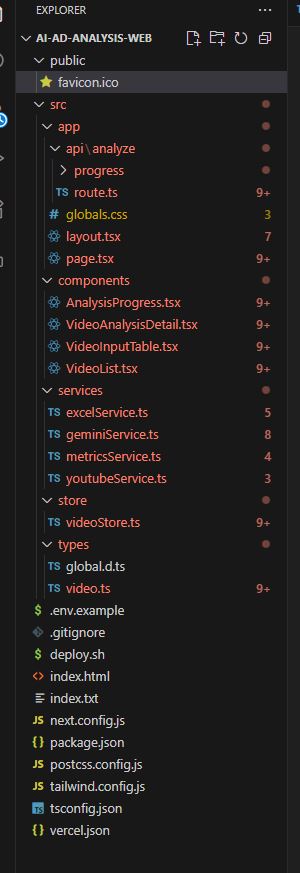 EXPLORER
AI-AD-ANALYSIS-WEB
public
favicon.ico
src
app
api\analyze
progress
TS route.ts 9+
# globals.css 3
layout.tsx 7
page.tsx 9+
components
AnalysisProgress.tsx 9+
VideoAnalysisDetail.tsx 9+
VideoInputTable.tsx 9+
VideoList.tsx 9+
services
TS excelService.ts 5
TS geminiService.ts 8
TS metricsService.ts 4
TS youtubeService.ts 3
store
TS videoStore.ts 9+
types
TS global.d.ts
TS video.ts 9+
$ .env.example
.gitignore
$ deploy.sh
<> index.html
index.txt
JS next.config.js
{} package.json
JS postcss.config.js
JS tailwind.config.js
TS tsconfig.json
{} vercel.json